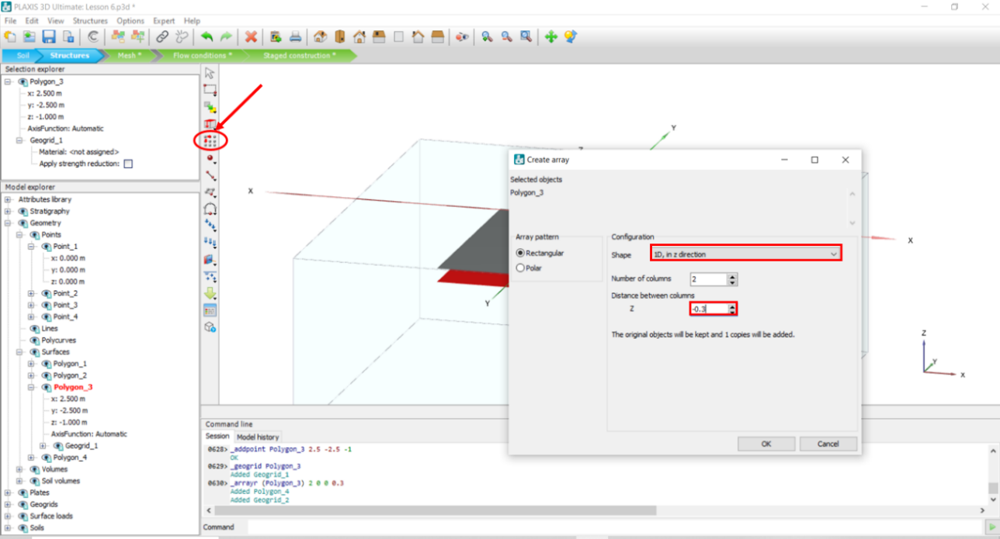 PLAXIS 3D Ultimate: Lesson 6.p3d *
File Edit View Structures Options Expert Help
Soil Structures Mesh * Flow conditions * Staged construction *
Selection explorer
Polygon_3
x: 2.500 m
y: -2.500 m
z: -1.000 m
AxisFunction: Automatic
Geogrid_1
Material: <not assigned>
Apply strength reduction:
Model explorer
Attributes library
Stratigraphy
Geometry
Points
Point_1
x: 0.000 m
y: 0.000 m
z: 0.000 m
Point_2
Point_3
Point_4
Lines
Polycurves
Surfaces
Polygon_1
Polygon_2
Polygon_3
x: 2.500 m
y: -2.500 m
z: -1.000 m
AxisFunction: Automatic
Geogrid_1
Polygon_4
Volumes
Soil volumes
Plates
Geogrids
Surface loads
Soils
Y
Z
X
X
Y
Z
Y
X
Create array
Selected objects
Polygon_3
Array pattern
Rectangular
Polar
Configuration
Shape 1D, in z direction
Number of columns 2
Distance between columns
Z -0.3
The original objects will be kept and 1 copies will be added.
OK Cancel
Command line
Session Model history
0628> _addpoint Polygon_3 2.5 -2.5 -1
OK
0629> _geogrid Polygon_3
Added Geogrid_1
0630> _arrayr (Polygon_3) 2 0 0 0.3
Added Polygon_4
Added Geogrid_2
Command